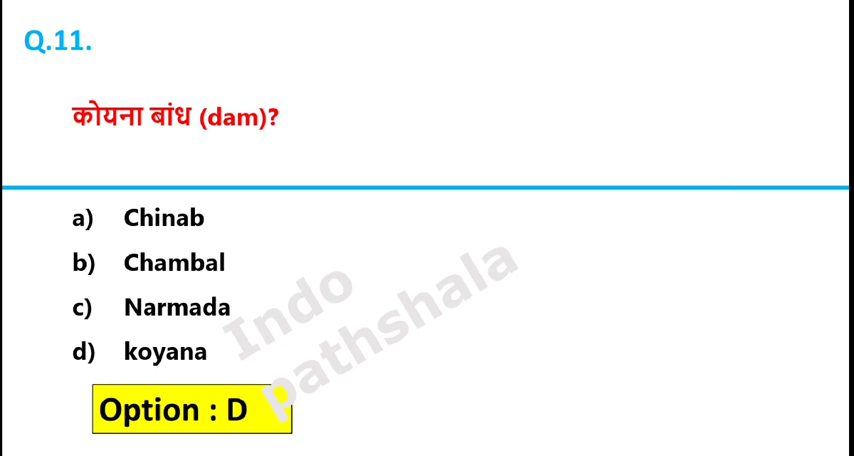 Q.11.
कोयना बांध (dam)?
a) Chinab
b) Chambal
c) Narmada
d) koyana
Indo
pathshala
Option : D